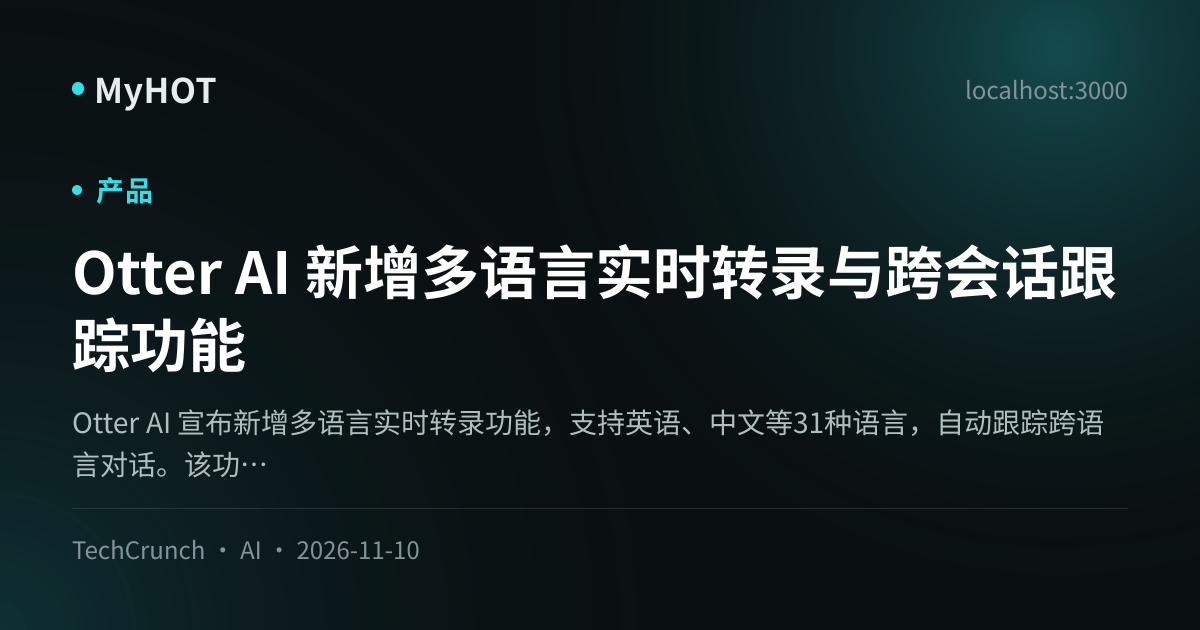 MyHOT
localhost:3000
产品
Otter AI 新增多语言实时转录与跨会话跟
踪功能
Otter AI 宣布新增多语言实时转录功能，支持英语、中文等31种语言，自动跟踪跨语
言对话。该功…
TechCrunch · AI · 2026-11-10